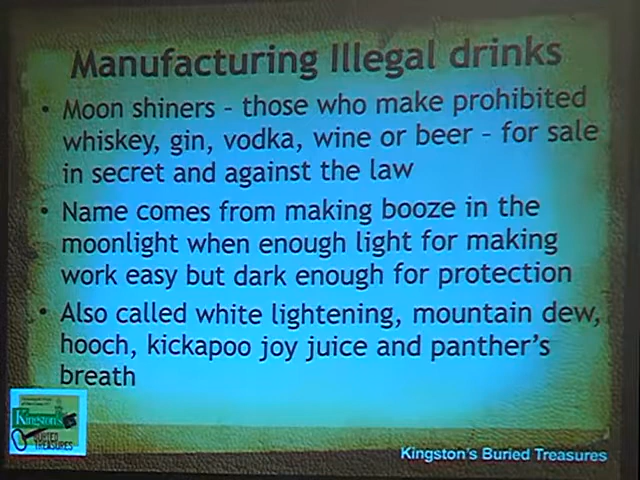 Manufacturing Illegal drinks
• Moon shiners - those who make prohibited
whiskey, gin, vodka, wine or beer - for sale
in secret and against the law
• Name comes from making booze in the
moonlight when enough light for making
work easy but dark enough for protection
• Also called white lightening, mountain dew,
hooch, kickapoo joy juice and panther's
breath
Kingston's
BURIED
TREASURES
Kingston's Buried Treasures